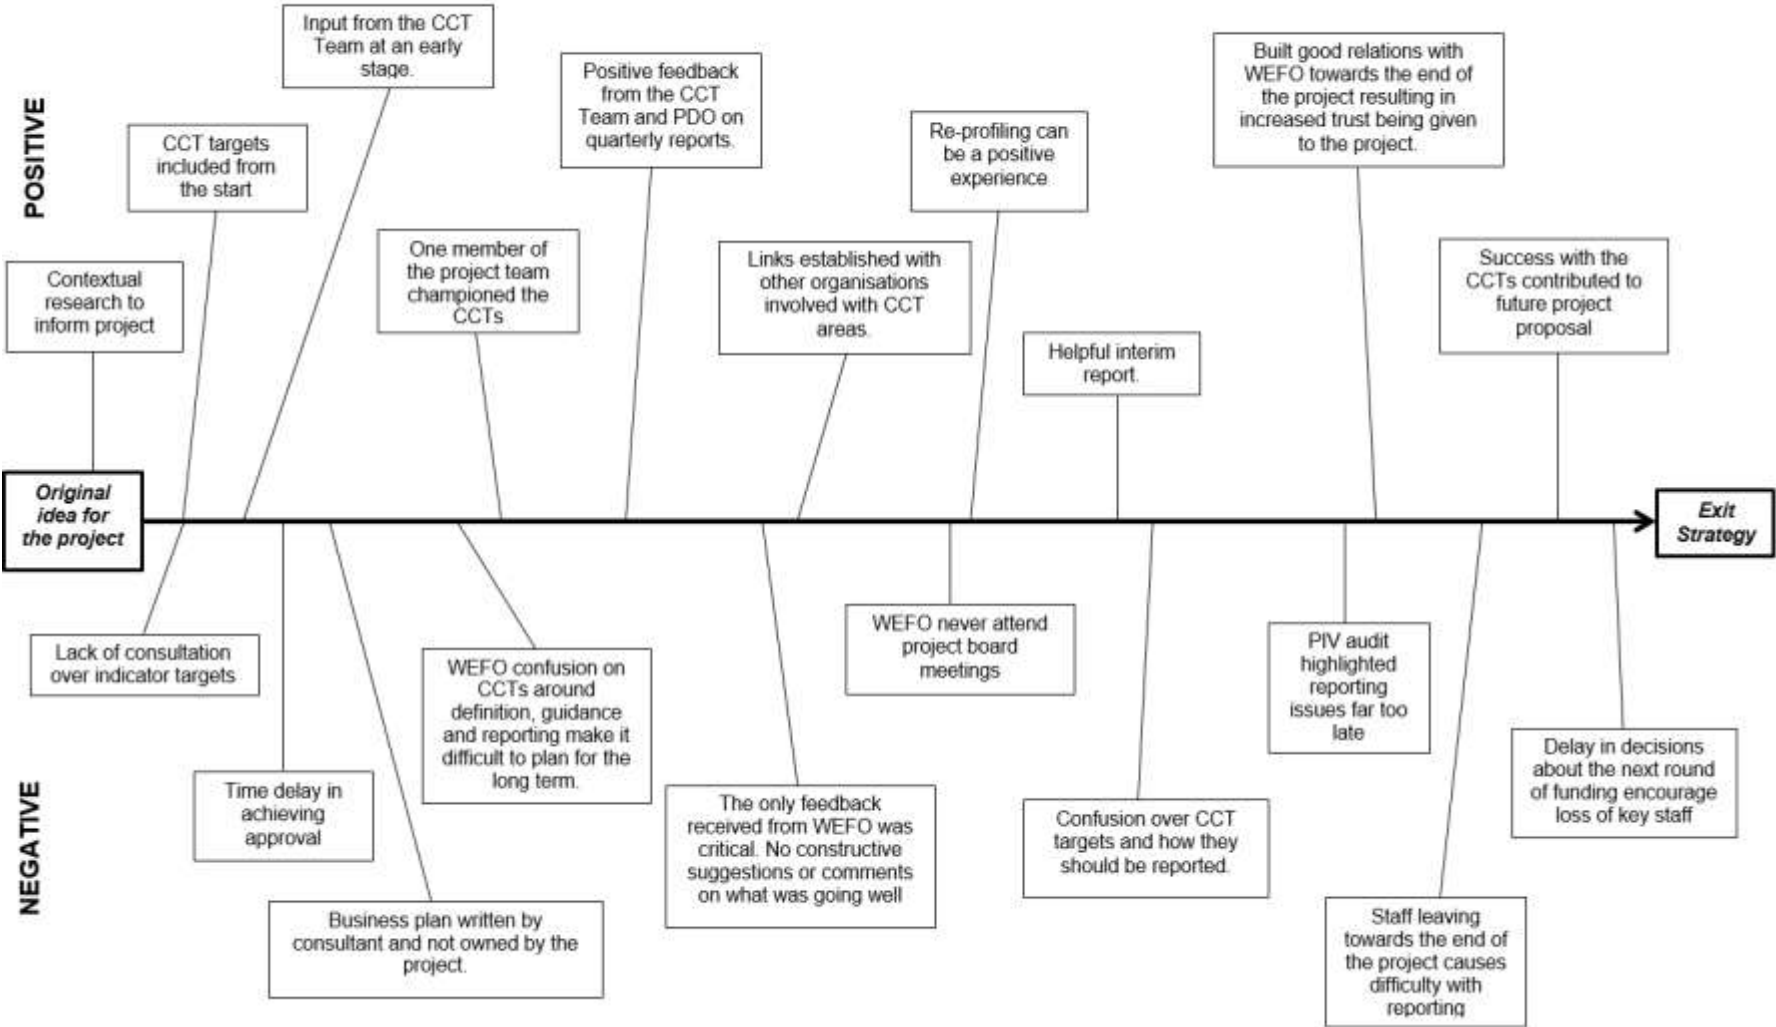 POSITIVE
Input from the CCT
Team at an early
stage.
Positive feedback
from the CCT
Team and PDO on
quarterly reports.
Built good relations with
WEFO towards the end of
the project resulting in
increased trust being given
to the project.
CCT targets
included from
the start
Re-profiling can
be a positive
experience
One member of
the project team
championed the
CCTs
Links established with
other organisations
involved with CCT
areas.
Success with the
CCTs contributed to
future project
proposal
Contextual
research to
inform project
Helpful interim
report.
Original
idea for
the project
Exit
Strategy
NEGATIVE
Lack of consultation
over indicator targets
WEFO confusion on
CCTs around
definition, guidance
and reporting make it
difficult to plan for the
long term.
WEFO never attend
project board
meetings
PIV audit
highlighted
reporting
issues far too
late
Time delay in
achieving
approval
The only feedback
received from WEFO was
critical. No constructive
suggestions or comments
on what was going well
Confusion over CCT
targets and how they
should be reported.
Delay in decisions
about the next round
of funding encourage
loss of key staff
Business plan written by
consultant and not owned by the
project.
Staff leaving
towards the end of
the project causes
difficulty with
reporting